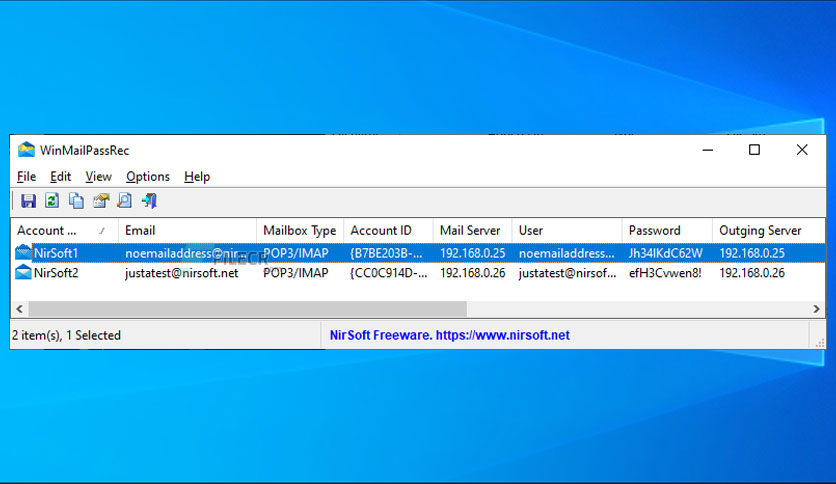 WinMailPassRec
File Edit View Options Help
Account ... Email Mailbox Type Account ID Mail Server User Password Outging Server
NirSoft1 noemailaddress@nir... POP3/IMAP {B7BE203B-... 192.168.0.25 noemailaddress... Jh34IKdC62W 192.168.0.25
NirSoft2 justatest@nirsoft.net POP3/IMAP {CC0C914D-... 192.168.0.26 justatest@nirsof... efH3Cvwen8! 192.168.0.26
FILECR
2 item(s), 1 Selected NirSoft Freeware. https://www.nirsoft.net